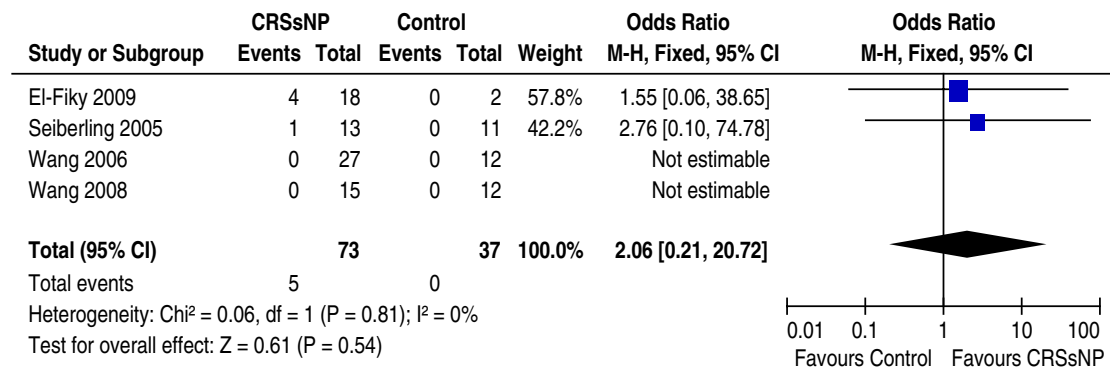 CRSsNP Control Odds Ratio Odds Ratio
Study or Subgroup Events Total Events Total Weight M-H, Fixed, 95% CI M-H, Fixed, 95% CI
El-Fiky 2009 4 18 0 2 57.8% 1.55 [0.06, 38.65]
Seiberling 2005 1 13 0 11 42.2% 2.76 [0.10, 74.78]
Wang 2006 0 27 0 12 Not estimable
Wang 2008 0 15 0 12 Not estimable
Total (95% CI) 73 37 100.0% 2.06 [0.21, 20.72]
Total events 5 0
Heterogeneity: Chi² = 0.06, df = 1 (P = 0.81); I² = 0%
Test for overall effect: Z = 0.61 (P = 0.54)
0.01 0.1 1 10 100
Favours Control Favours CRSsNP